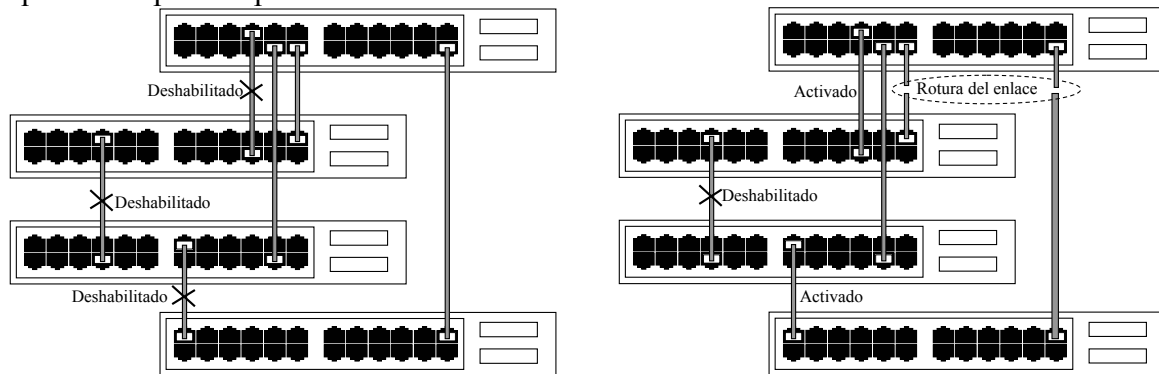 Deshabilitado
Deshabilitado
Deshabilitado
Activado
Rotura del enlace
Deshabilitado
Activado